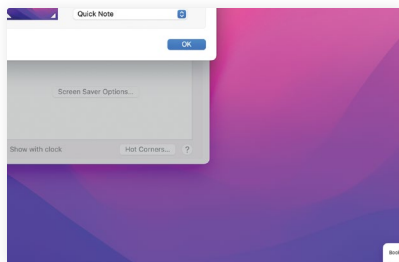 Quick Note
OK
Screen Saver Options...
Show with clock
Hot Corners...
?